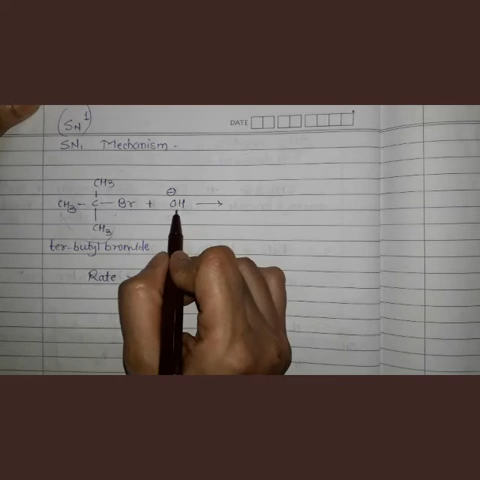 (SN1)
DATE
SN1 Mechanism -
CH3
CH3 - C - Br + OH⊖ →
CH3
ter-butyl bromide
Rate